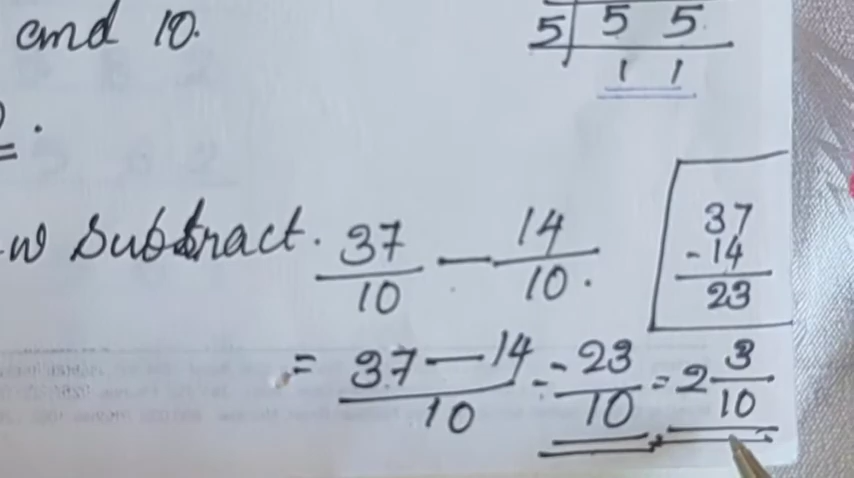 and 10.
5 | 5 5
1 1
w Subtract. 37/10 - 14/10.
37
- 14
23
= 37 - 14 / 10 = 23/10 = 2 3/10